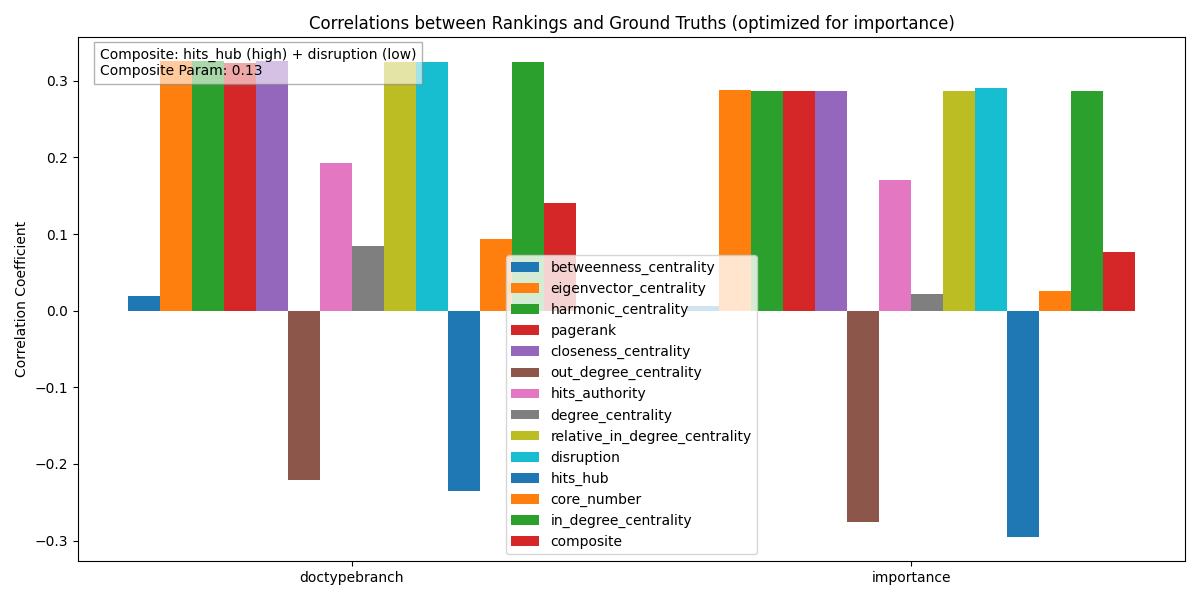 Correlations between Rankings and Ground Truths (optimized for importance)
Composite: hits_hub (high) + disruption (low)
Composite Param: 0.13
Correlation Coefficient
0.3
0.2
0.1
0.0
−0.1
−0.2
−0.3
betweenness_centrality
eigenvector_centrality
harmonic_centrality
pagerank
closeness_centrality
out_degree_centrality
hits_authority
degree_centrality
relative_in_degree_centrality
disruption
hits_hub
core_number
in_degree_centrality
composite
doctypebranch
importance